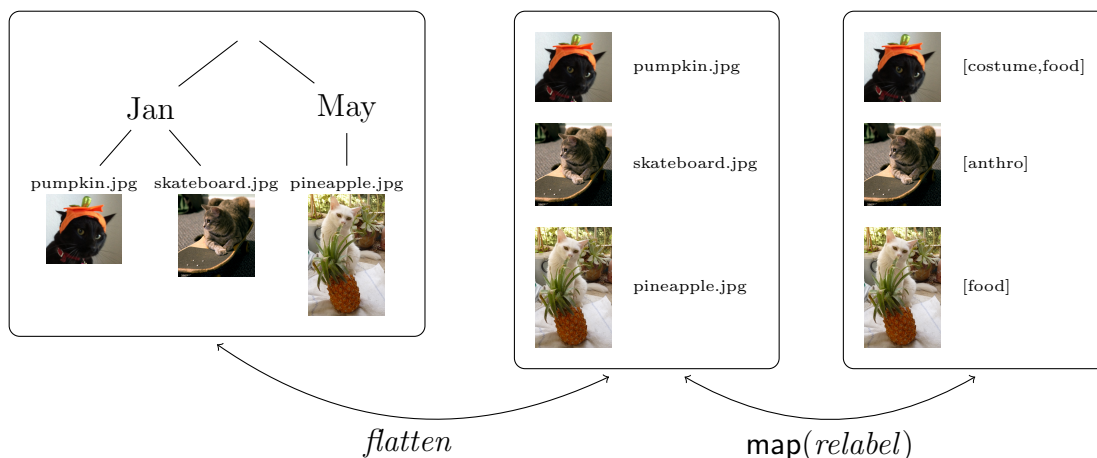 Jan
May
pumpkin.jpg
skateboard.jpg
pineapple.jpg
pumpkin.jpg
skateboard.jpg
pineapple.jpg
[costume,food]
[anthro]
[food]
flatten
map(relabel)